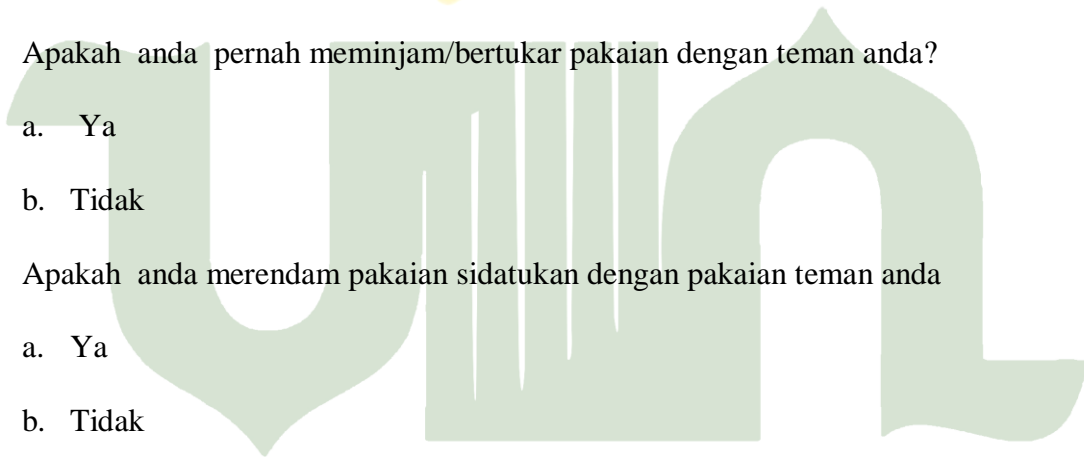 Apakah anda pernah meminjam/bertukar pakaian dengan teman anda?
a. Ya
b. Tidak
Apakah anda merendam pakaian sidatukan dengan pakaian teman anda
a. Ya
b. Tidak